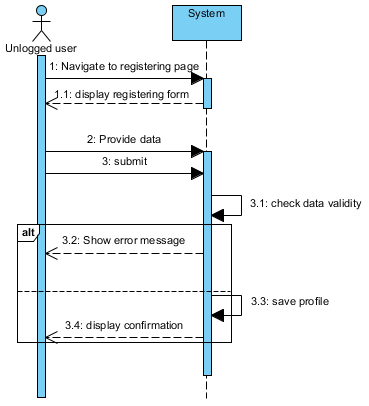 System
Unlogged user
1: Navigate to registering page
1.1: display registering form
2: Provide data
3: submit
3.1: check data validity
alt
3.2: Show error message
3.3: save profile
3.4: display confirmation